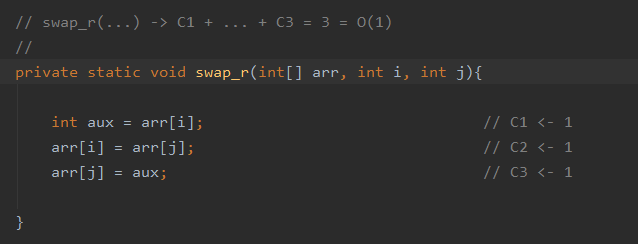 // swap_r(...) -> C1 + ... + C3 = 3 = O(1)
//
private static void swap_r(int[] arr, int i, int j){
int aux = arr[i]; // C1 <- 1
arr[i] = arr[j]; // C2 <- 1
arr[j] = aux; // C3 <- 1
}